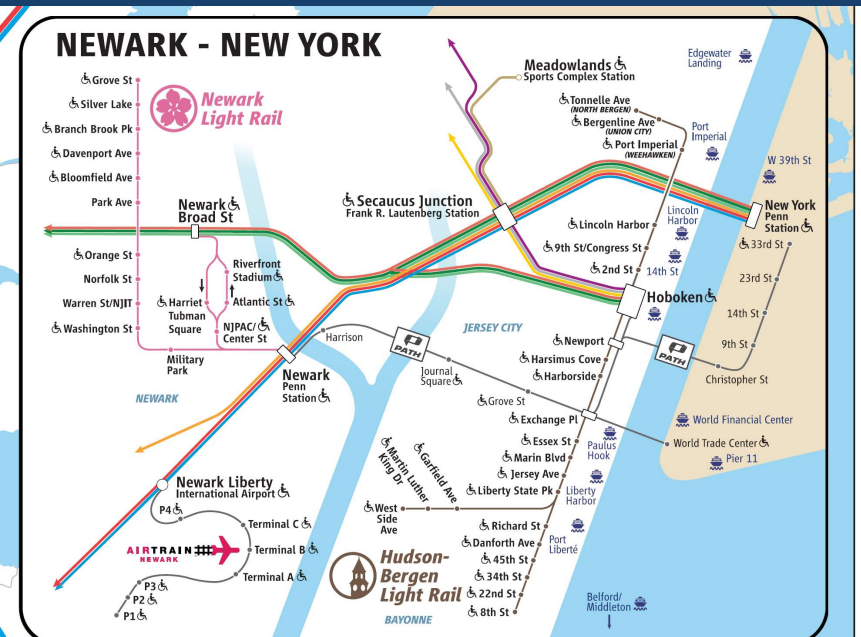 NEWARK - NEW YORK
Grove St
Silver Lake
Branch Brook Pk
Davenport Ave
Bloomfield Ave
Park Ave
Orange St
Norfolk St
Warren St/NJIT
Washington St
Military
Park
Newark
Light Rail
Newark
Broad St
Riverfront
Stadium
Harriet
Tubman
Square
Atlantic St
NJPAC/
Center St
Newark
Penn
Station
NEWARK
Harrison
PATH
Journal
Square
Grove St
JERSEY CITY
Meadowlands
Sports Complex Station
Secaucus Junction
Frank R. Lautenberg Station
Tonnelle Ave
(NORTH BERGEN)
Bergenline Ave
(UNION CITY)
Port Imperial
(WEEHAWKEN)
Lincoln Harbor
9th St/Congress St
2nd St
Hoboken
Newport
Harsimus Cove
Harborside
Exchange Pl
Essex St
Marin Blvd
Jersey Ave
Liberty State Pk
Garfield Ave
Martin Luther
King Dr
West
Side
Ave
Richard St
Danforth Ave
45th St
34th St
22nd St
8th St
Hudson-
Bergen
Light Rail
BAYONNE
Edgewater
Landing
Port
Imperial
W 39th St
Lincoln
Harbor
14th St
New York
Penn
Station
33rd St
23rd St
14th St
9th St
Christopher St
PATH
World Financial Center
World Trade Center
Pier 11
Paulus
Hook
Liberty
Harbor
Port
Liberté
Belford/
Middleton
Newark Liberty
International Airport
P4
Terminal C
Terminal B
Terminal A
P3
P2
P1
AIRTRAIN
NEWARK